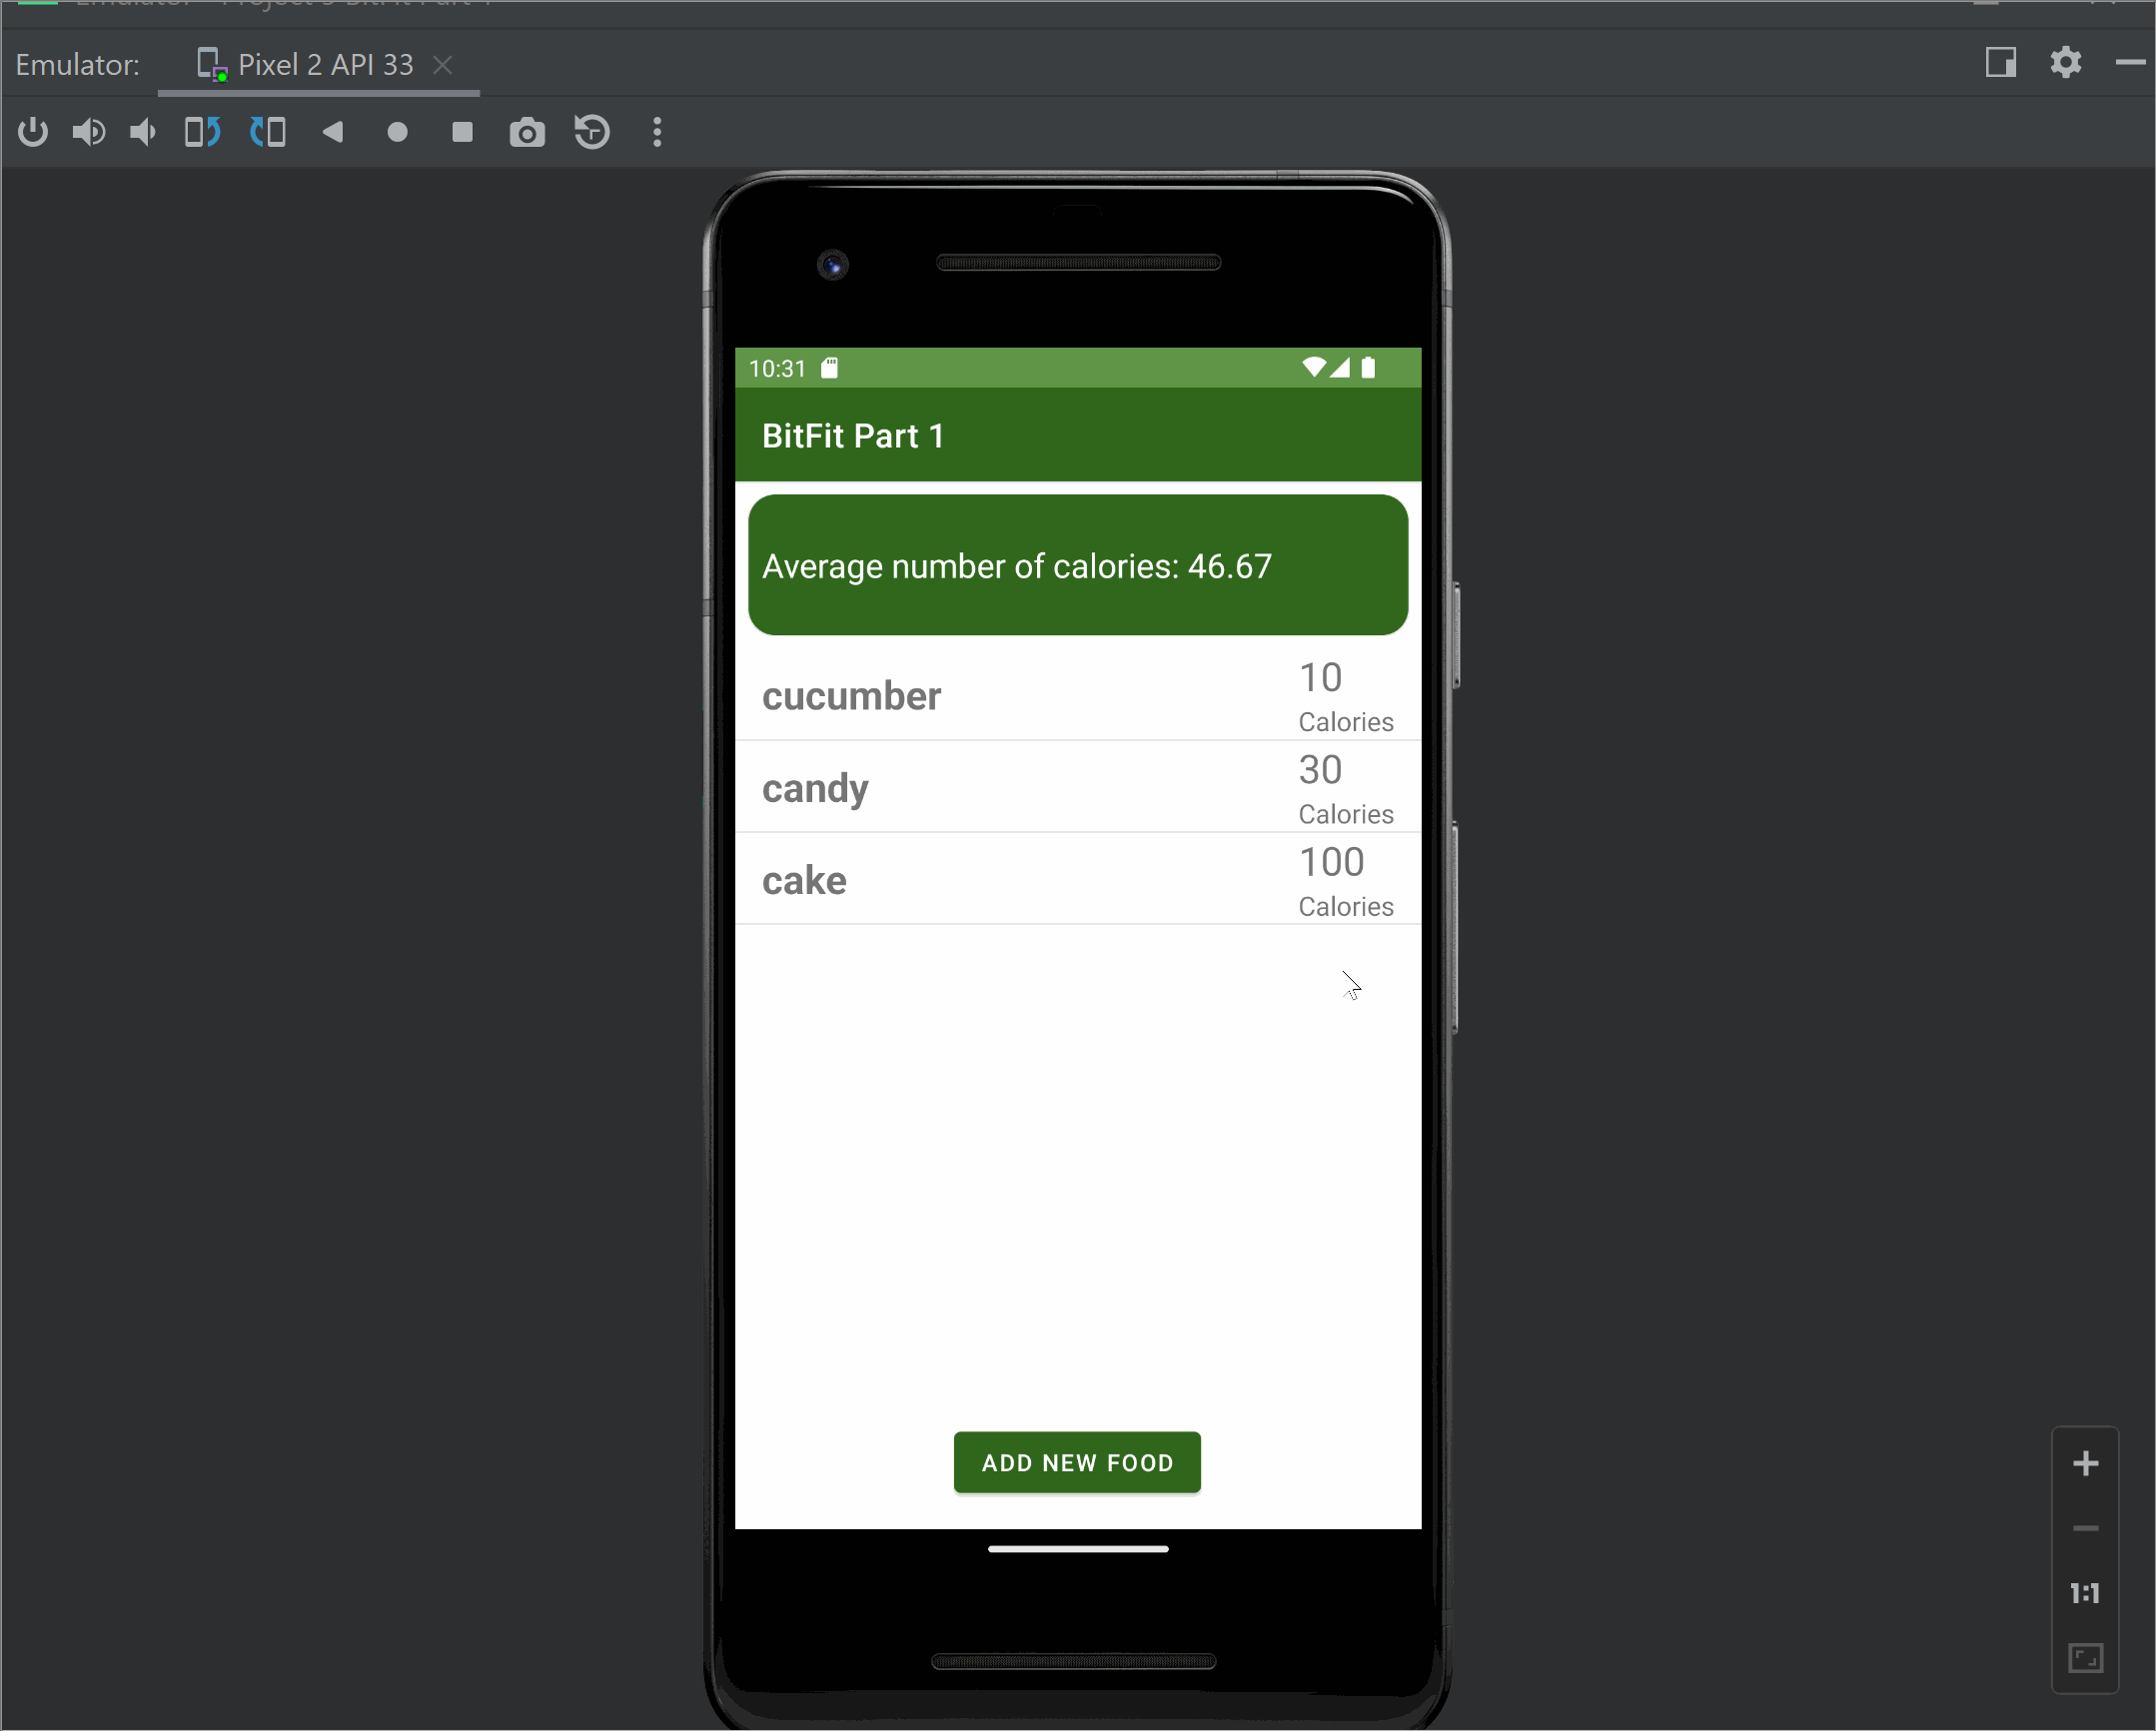 Emulator: Pixel 2 API 33
10:31
BitFit Part 1
Average number of calories: 46.67
cucumber
10
Calories
candy
30
Calories
cake
100
Calories
ADD NEW FOOD
1:1